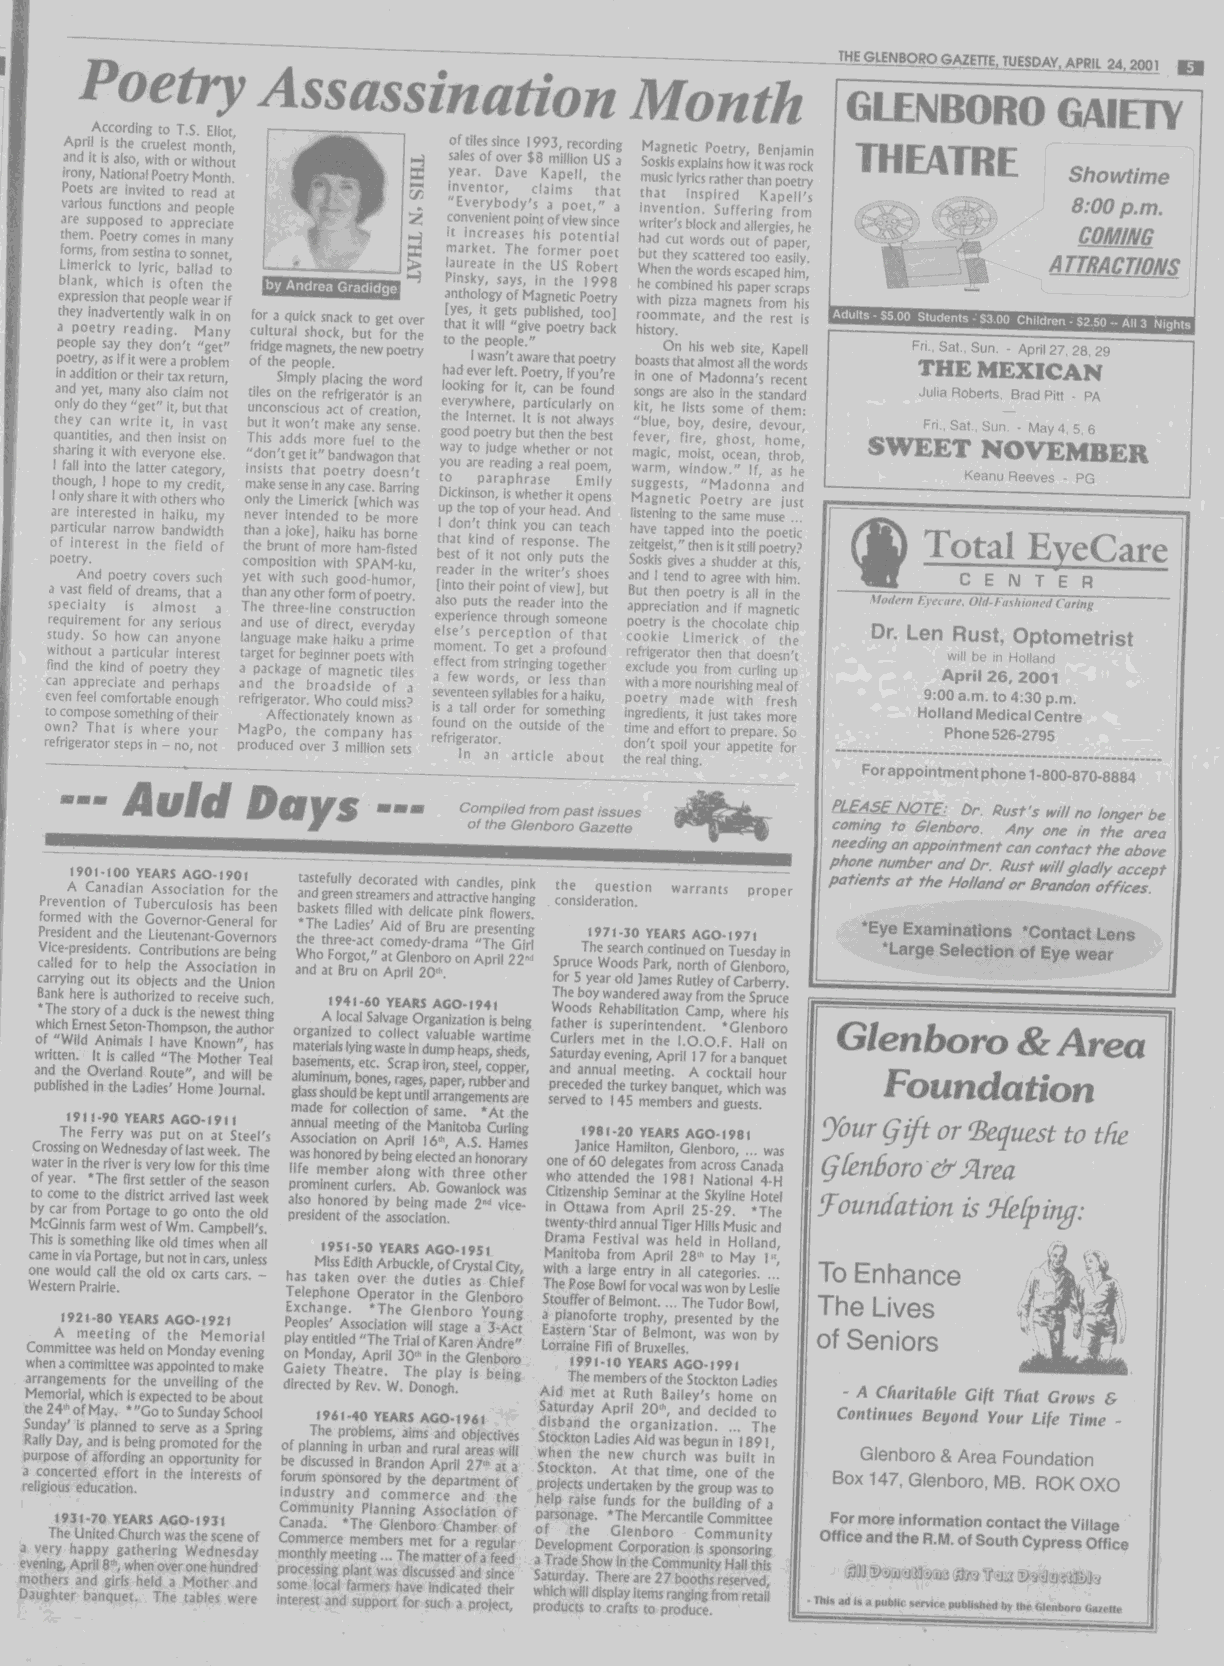 THE GLENBORO GAZETTE, TUESDAY, APRIL 24, 2001 5
Poetry Assassination Month
According to T.S. Eliot,
April is the cruelest month,
and it is also, with or without
irony, National Poetry Month.
Poets are invited to read at
various functions and people
are supposed to appreciate
them. Poetry comes in many
forms, from sestina to sonnet,
Limerick to lyric, ballad to
blank, which is often the
expression that people wear if
they inadvertently walk in on
a poetry reading. Many
people say they don't "get"
poetry, as if it were a problem
in addition or their tax return,
and yet, many also claim not
only do they "get" it, but that
they can write it, in vast
quantities, and then insist on
sharing it with everyone else.
I fall into the latter category,
though, I hope to my credit,
I only share it with others who
are interested in haiku, my
particular narrow bandwidth
of interest in the field of
poetry.
And poetry covers such
a vast field of dreams, that a
specialty is almost a
requirement for any serious
study. So how can anyone
without a particular interest
find the kind of poetry they
can appreciate and perhaps
even feel comfortable enough
to compose something of their
own? That is where your
refrigerator steps in – no, not
THIS 'N THAT
by Andrea Gradidge
for a quick snack to get over
cultural shock, but for the
fridge magnets, the new poetry
of the people.
Simply placing the word
tiles on the refrigerator is an
unconscious act of creation,
but it won't make any sense.
This adds more fuel to the
"don't get it" bandwagon that
insists that poetry doesn't
make sense in any case. Barring
only the Limerick [which was
never intended to be more
than a joke], haiku has borne
the brunt of more ham-fisted
composition with SPAM-ku,
yet with such good-humor,
than any other form of poetry.
The three-line construction
and use of direct, everyday
language make haiku a prime
target for beginner poets with
a package of magnetic tiles
and the broadside of a
refrigerator. Who could miss?
Affectionately known as
MagPo, the company has
produced over 3 million sets
of tiles since 1993, recording
sales of over $8 million US a
year. Dave Kapell, the
inventor, claims that
"Everybody's a poet," a
convenient point of view since
it increases his potential
market. The former poet
laureate in the US Robert
Pinsky, says, in the 1998
anthology of Magnetic Poetry
[yes, it gets published, too]
that it will "give poetry back
to the people."
I wasn't aware that poetry
had ever left. Poetry, if you're
looking for it, can be found
everywhere, particularly on
the Internet. It is not always
good poetry but then the best
way to judge whether or not
you are reading a real poem,
to paraphrase Emily
Dickinson, is whether it opens
up the top of your head. And
I don't think you can teach
that kind of response. The
best of it not only puts the
reader in the writer's shoes
[into their point of view], but
also puts the reader into the
experience through someone
else's perception of that
moment. To get a profound
effect from stringing together
a few words, or less than
seventeen syllables for a haiku,
is a tall order for something
found on the outside of the
refrigerator.
In an article about
Magnetic Poetry, Benjamin
Soskis explains how it was rock
music lyrics rather than poetry
that inspired Kapell's
invention. Suffering from
writer's block and allergies, he
had cut words out of paper,
but they scattered too easily.
When the words escaped him,
he combined his paper scraps
with pizza magnets from his
roommate, and the rest is
history.
On his web site, Kapell
boasts that almost all the words
in one of Madonna's recent
songs are also in the standard
kit, he lists some of them:
"blue, boy, desire, devour,
fever, fire, ghost, home,
magic, moist, ocean, throb,
warm, window." If, as he
suggests, "Madonna and
Magnetic Poetry are just
listening to the same muse ...
have tapped into the poetic
zeitgeist," then is it still poetry?
Soskis gives a shudder at this,
and I tend to agree with him.
But then poetry is all in the
appreciation and if magnetic
poetry is the chocolate chip
cookie Limerick of the
refrigerator then that doesn't
exclude you from curling up
with a more nourishing meal of
poetry made with fresh
ingredients, it just takes more
time and effort to prepare. So
don't spoil your appetite for
the real thing.
--- Auld Days ---
Compiled from past issues
of the Glenboro Gazette
1901-100 YEARS AGO-1901
A Canadian Association for the
Prevention of Tuberculosis has been
formed with the Governor-General for
President and the Lieutenant-Governors
Vice-presidents. Contributions are being
called for to help the Association in
carrying out its objects and the Union
Bank here is authorized to receive such.
*The story of a duck is the newest thing
which Ernest Seton-Thompson, the author
of "Wild Animals I have Known", has
written. It is called "The Mother Teal
and the Overland Route", and will be
published in the Ladies' Home Journal.
1911-90 YEARS AGO-1911
The Ferry was put on at Steel's
Crossing on Wednesday of last week. The
water in the river is very low for this time
of year. *The first settler of the season
to come to the district arrived last week
by car from Portage to go onto the old
McGinnis farm west of Wm. Campbell's.
This is something like old times when all
came in via Portage, but not in cars, unless
one would call the old ox carts cars. –
Western Prairie.
1921-80 YEARS AGO-1921
A meeting of the Memorial
Committee was held on Monday evening
when a committee was appointed to make
arrangements for the unveiling of the
Memorial, which is expected to be about
the 24th of May. *"Go to Sunday School
Sunday' is planned to serve as a Spring
Rally Day, and is being promoted for the
purpose of affording an opportunity for
a concerted effort in the interests of
religious education.
1931-70 YEARS AGO-1931
The United Church was the scene of
a very happy gathering Wednesday
evening, April 8th, when over one hundred
mothers and girls held a Mother and
Daughter banquet. The tables were
tastefully decorated with candles, pink
and green streamers and attractive hanging
baskets filled with delicate pink flowers.
*The Ladies' Aid of Bru are presenting
the three-act comedy-drama "The Girl
Who Forgot," at Glenboro on April 22nd
and at Bru on April 20th.
1941-60 YEARS AGO-1941
A local Salvage Organization is being
organized to collect valuable wartime
materials lying waste in dump heaps, sheds,
basements, etc. Scrap iron, steel, copper,
aluminum, bones, rages, paper, rubber and
glass should be kept until arrangements are
made for collection of same. *At the
annual meeting of the Manitoba Curling
Association on April 16th, A.S. Hames
was honored by being elected an honorary
life member along with three other
prominent curlers. Ab. Gowanlock was
also honored by being made 2nd vice-
president of the association.
1951-50 YEARS AGO-1951
Miss Edith Arbuckle, of Crystal City,
has taken over the duties as Chief
Telephone Operator in the Glenboro
Exchange. *The Glenboro Young
Peoples' Association will stage a 3-Act
play entitled "The Trial of Karen Andre"
on Monday, April 30th in the Glenboro
Gaiety Theatre. The play is being
directed by Rev. W. Donogh.
1961-40 YEARS AGO-1961
The problems, aims and objectives
of planning in urban and rural areas will
be discussed in Brandon April 27th at a
forum sponsored by the department of
industry and commerce and the
Community Planning Association of
Canada. *The Glenboro Chamber of
Commerce members met for a regular
monthly meeting ... The matter of a feed
processing plant was discussed and since
some local farmers have indicated their
interest and support for such a project,
the question warrants proper
consideration.
1971-30 YEARS AGO-1971
The search continued on Tuesday in
Spruce Woods Park, north of Glenboro,
for 5 year old James Rutley of Carberry.
The boy wandered away from the Spruce
Woods Rehabilitation Camp, where his
father is superintendent. *Glenboro
Curlers met in the I.O.O.F. Hall on
Saturday evening, April 17 for a banquet
and annual meeting. A cocktail hour
preceded the turkey banquet, which was
served to 145 members and guests.
1981-20 YEARS AGO-1981
Janice Hamilton, Glenboro, ... was
one of 60 delegates from across Canada
who attended the 1981 National 4-H
Citizenship Seminar at the Skyline Hotel
in Ottawa from April 25-29. *The
twenty-third annual Tiger Hills Music and
Drama Festival was held in Holland,
Manitoba from April 28th to May 1st,
with a large entry in all categories. ...
The Rose Bowl for vocal was won by Leslie
Stouffer of Belmont. ... The Tudor Bowl,
a pianoforte trophy, presented by the
Eastern Star of Belmont, was won by
Lorraine Fifi of Bruxelles.
1991-10 YEARS AGO-1991
The members of the Stockton Ladies
Aid met at Ruth Bailey's home on
Saturday April 20th, and decided to
disband the organization. ... The
Stockton Ladies Aid was begun in 1891,
when the new church was built in
Stockton. At that time, one of the
projects undertaken by the group was to
help raise funds for the building of a
parsonage. *The Mercantile Committee
of the Glenboro Community
Development Corporation is sponsoring
a Trade Show in the Community Hall this
Saturday. There are 27 booths reserved,
which will display items ranging from retail
products to crafts to produce.
GLENBORO GAIETY
THEATRE
Showtime
8:00 p.m.
COMING
ATTRACTIONS
Adults - $5.00 Students - $3.00 Children - $2.50 – All 3 Nights
Fri., Sat., Sun. - April 27, 28, 29
THE MEXICAN
Julia Roberts, Brad Pitt - PA
Fri., Sat., Sun. - May 4, 5, 6
SWEET NOVEMBER
Keanu Reeves - PG
Total EyeCare
CENTER
Modern Eyecare, Old-Fashioned Caring
Dr. Len Rust, Optometrist
will be in Holland
April 26, 2001
9:00 a.m. to 4:30 p.m.
Holland Medical Centre
Phone 526-2795
For appointment phone 1-800-870-8884
PLEASE NOTE: Dr. Rust's will no longer be
coming to Glenboro. Any one in the area
needing an appointment can contact the above
phone number and Dr. Rust will gladly accept
patients at the Holland or Brandon offices.
*Eye Examinations *Contact Lens
*Large Selection of Eye wear
Glenboro & Area
Foundation
Your Gift or Bequest to the
Glenboro & Area
Foundation is Helping:
To Enhance
The Lives
of Seniors
- A Charitable Gift That Grows &
Continues Beyond Your Life Time -
Glenboro & Area Foundation
Box 147, Glenboro, MB. ROK OXO
For more information contact the Village
Office and the R.M. of South Cypress Office
All Donations Are Tax Deductible
- This ad is a public service published by the Glenboro Gazette